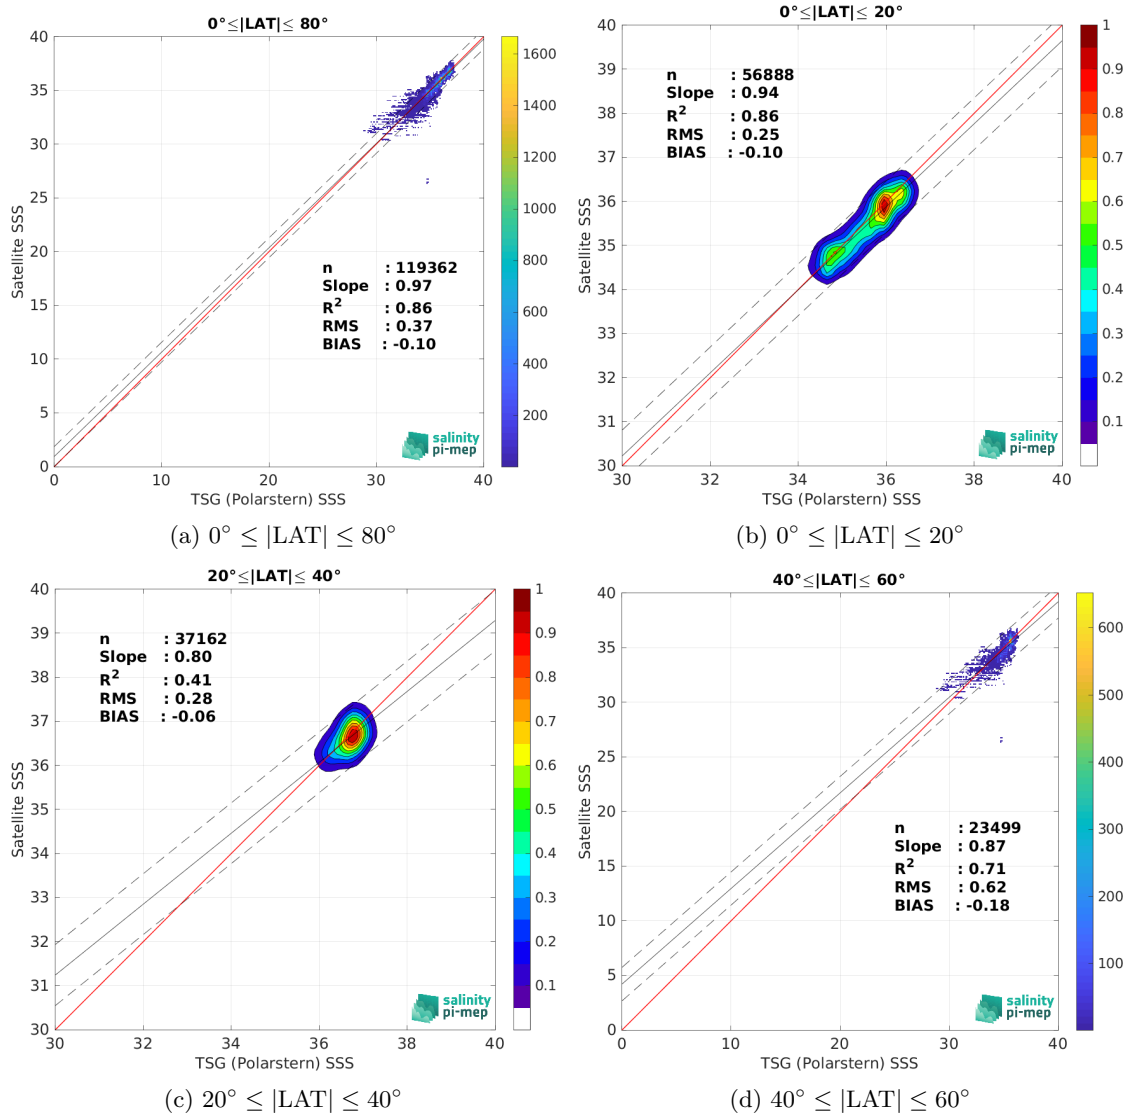 0°≤|LAT|≤ 80°
Satellite SSS
40
35
30
25
20
15
10
5
0
0 10 20 30 40
TSG (Polarstern) SSS
n : 119362
Slope : 0.97
R² : 0.86
RMS : 0.37
BIAS : -0.10
salinity
pi-mep
1600
1400
1200
1000
800
600
400
200
(a) 0° ≤ |LAT| ≤ 80°
0°≤|LAT|≤ 20°
Satellite SSS
40
39
38
37
36
35
34
33
32
31
30
30 32 34 36 38 40
TSG (Polarstern) SSS
n : 56888
Slope : 0.94
R² : 0.86
RMS : 0.25
BIAS : -0.10
salinity
pi-mep
1
0.9
0.8
0.7
0.6
0.5
0.4
0.3
0.2
0.1
(b) 0° ≤ |LAT| ≤ 20°
20°≤|LAT|≤ 40°
Satellite SSS
40
39
38
37
36
35
34
33
32
31
30
30 32 34 36 38 40
TSG (Polarstern) SSS
n : 37162
Slope : 0.80
R² : 0.41
RMS : 0.28
BIAS : -0.06
salinity
pi-mep
1
0.9
0.8
0.7
0.6
0.5
0.4
0.3
0.2
0.1
(c) 20° ≤ |LAT| ≤ 40°
40°≤|LAT|≤ 60°
Satellite SSS
40
35
30
25
20
15
10
5
0
0 10 20 30 40
TSG (Polarstern) SSS
n : 23499
Slope : 0.87
R² : 0.71
RMS : 0.62
BIAS : -0.18
salinity
pi-mep
600
500
400
300
200
100
(d) 40° ≤ |LAT| ≤ 60°